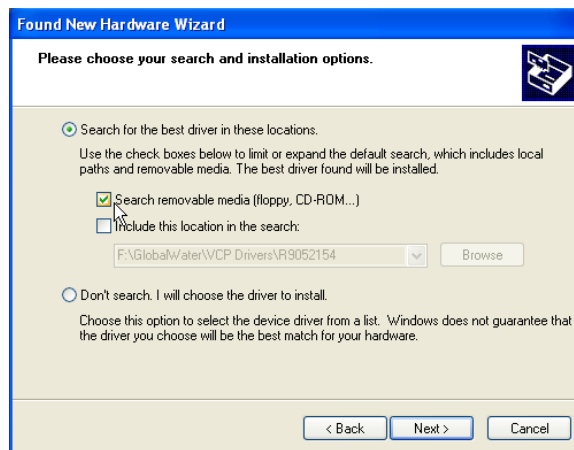 Found New Hardware Wizard
Please choose your search and installation options.
Search for the best driver in these locations.
Use the check boxes below to limit or expand the default search, which includes local
paths and removable media. The best driver found will be installed.
Search removable media (floppy, CD-ROM...)
Include this location in the search:
F:\GlobalWater\VCP Drivers\R9052154
Browse
Don't search. I will choose the driver to install.
Choose this option to select the device driver from a list. Windows does not guarantee that
the driver you choose will be the best match for your hardware.
< Back Next > Cancel